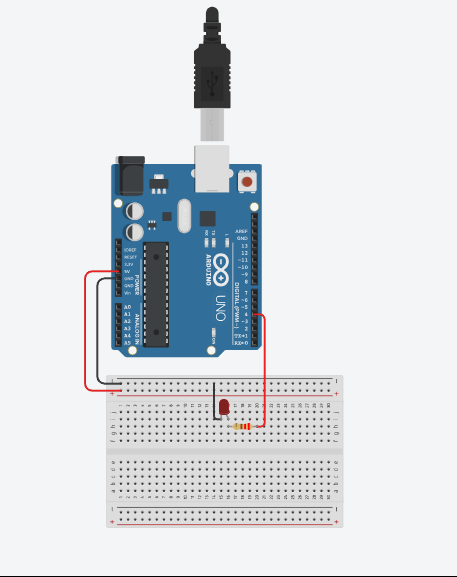 AREF
GND
13
12
~11
~10
~9
8
7
~6
~5
4
~3
2
TX→1
RX←0
DIGITAL (PWM~)
L
TX
RX
ON
ARDUINO
UNO
IOREF
RESET
3.3V
5V
GND
GND
Vin
POWER
A0
A1
A2
A3
A4
A5
ANALOG IN
- -
+ +
j j
i i
h h
g g
f f
e e
d d
c c
b b
a a
- -
+ +